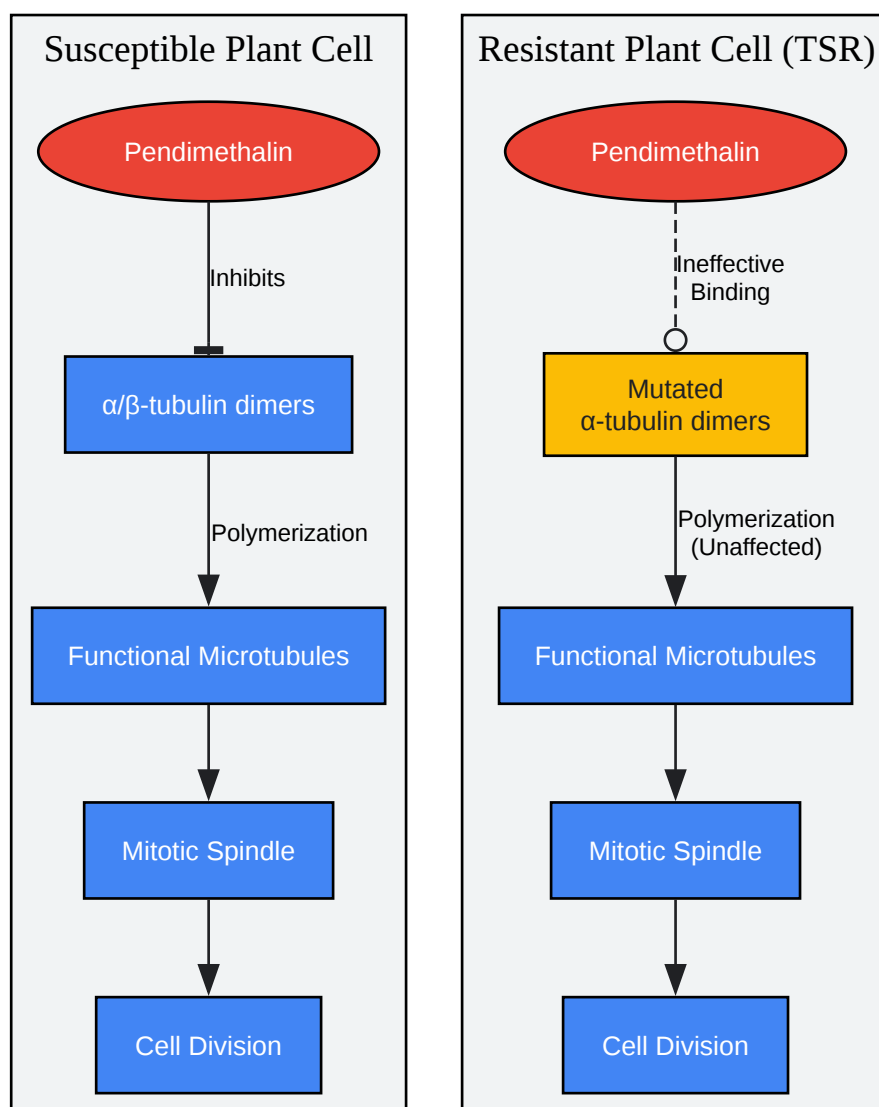 Susceptible Plant Cell
Pendimethalin
Inhibits
α/β-tubulin dimers
Polymerization
Functional Microtubules
Mitotic Spindle
Cell Division
Resistant Plant Cell (TSR)
Pendimethalin
Ineffective
Binding
Mutated
α-tubulin dimers
Polymerization
(Unaffected)
Functional Microtubules
Mitotic Spindle
Cell Division